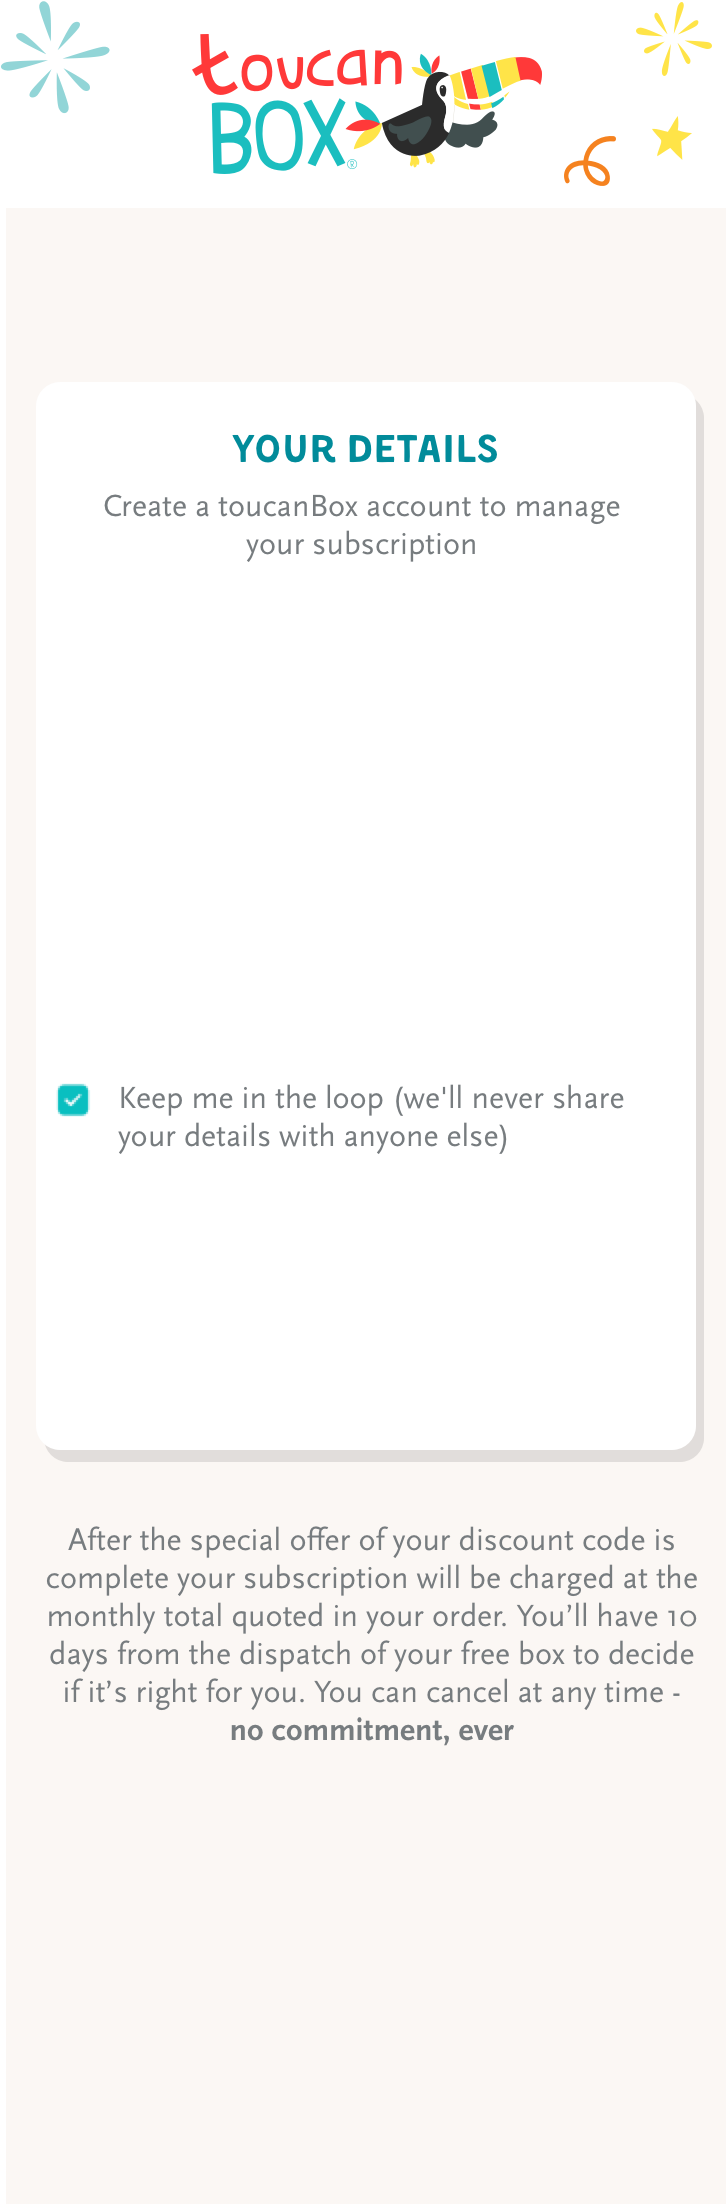 toucan
BOX®
YOUR DETAILS
Create a toucanBox account to manage
your subscription
Keep me in the loop (we'll never share
your details with anyone else)
After the special offer of your discount code is
complete your subscription will be charged at the
monthly total quoted in your order. You’ll have 10
days from the dispatch of your free box to decide
if it’s right for you. You can cancel at any time -
no commitment, ever